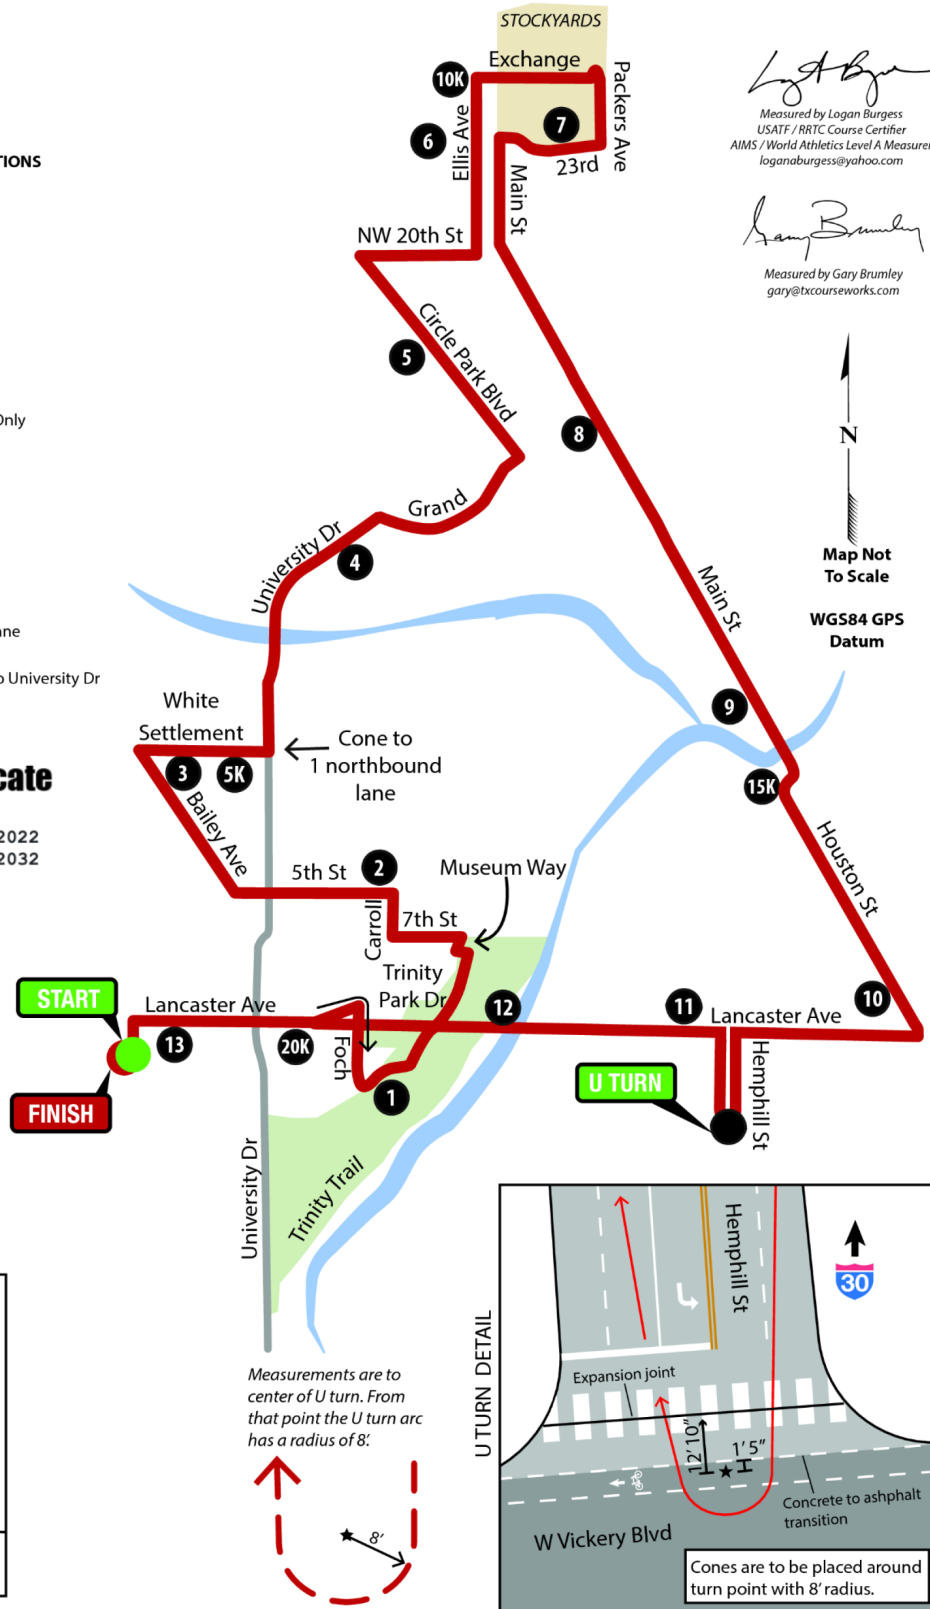 STOCKYARDS
Exchange
10K
Packers Ave
7
6
Ellis Ave
23rd
Main St
NW 20th St
Measured by Logan Burgess
USATF / RRTC Course Certifier
AIMS / World Athletics Level A Measurer
loganaburgess@yahoo.com
Measured by Gary Brumley
gary@txcourseworks.com
TIONS
Circle Park Blvd
5
Only
8
N
Grand
University Dr
4
Map Not
To Scale
WGS84 GPS
Datum
Main St
ane
o University Dr
White
Settlement
9
Cone to
1 northbound
lane
3
5K
15K
cate
2022
2032
Bailey Ave
Houston St
2
5th St
Museum Way
Carroll
7th St
Trinity
Park Dr
START
Lancaster Ave
12
11
10
Lancaster Ave
13
20K
Foch
Hemphill St
1
U TURN
FINISH
University Dr
Trinity Trail
Measurements are to
center of U turn. From
that point the U turn arc
has a radius of 8'.
8'
U TURN DETAIL
Hemphill St
30
Expansion joint
12' 10"
1' 5"
Concrete to ashphalt
transition
W Vickery Blvd
Cones are to be placed around
turn point with 8' radius.